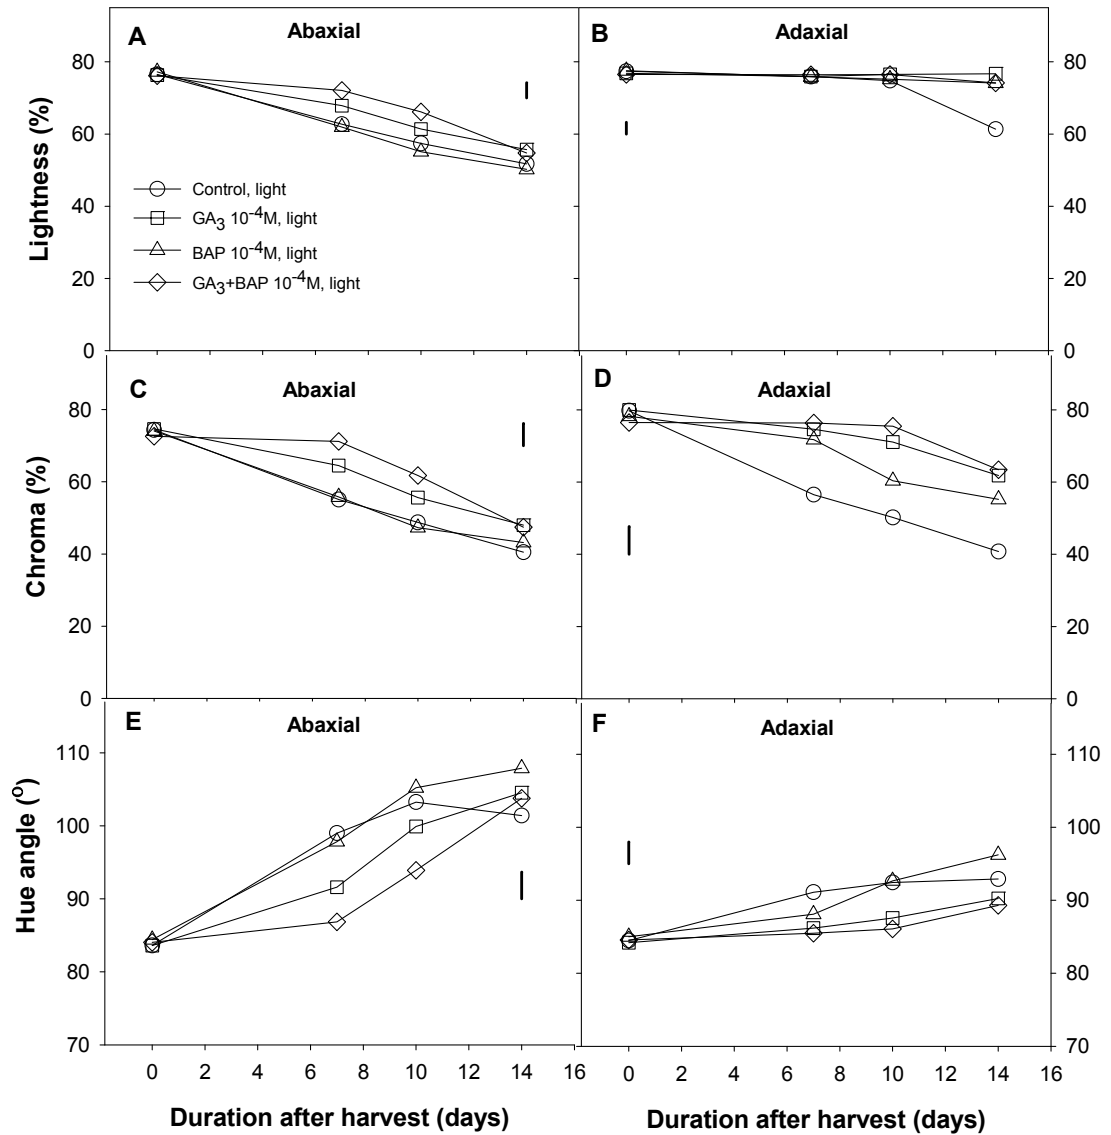 A Abaxial
B Adaxial
Lightness (%)
80
60
40
20
0
80
60
40
20
0
Control, light
GA3 10-4M, light
BAP 10-4M, light
GA3+BAP 10-4M, light
C Abaxial
D Adaxial
Chroma (%)
80
60
40
20
0
80
60
40
20
0
E Abaxial
F Adaxial
Hue angle (o)
110
100
90
80
70
110
100
90
80
70
0 2 4 6 8 10 12 14 16
0 2 4 6 8 10 12 14 16
Duration after harvest (days)
Duration after harvest (days)